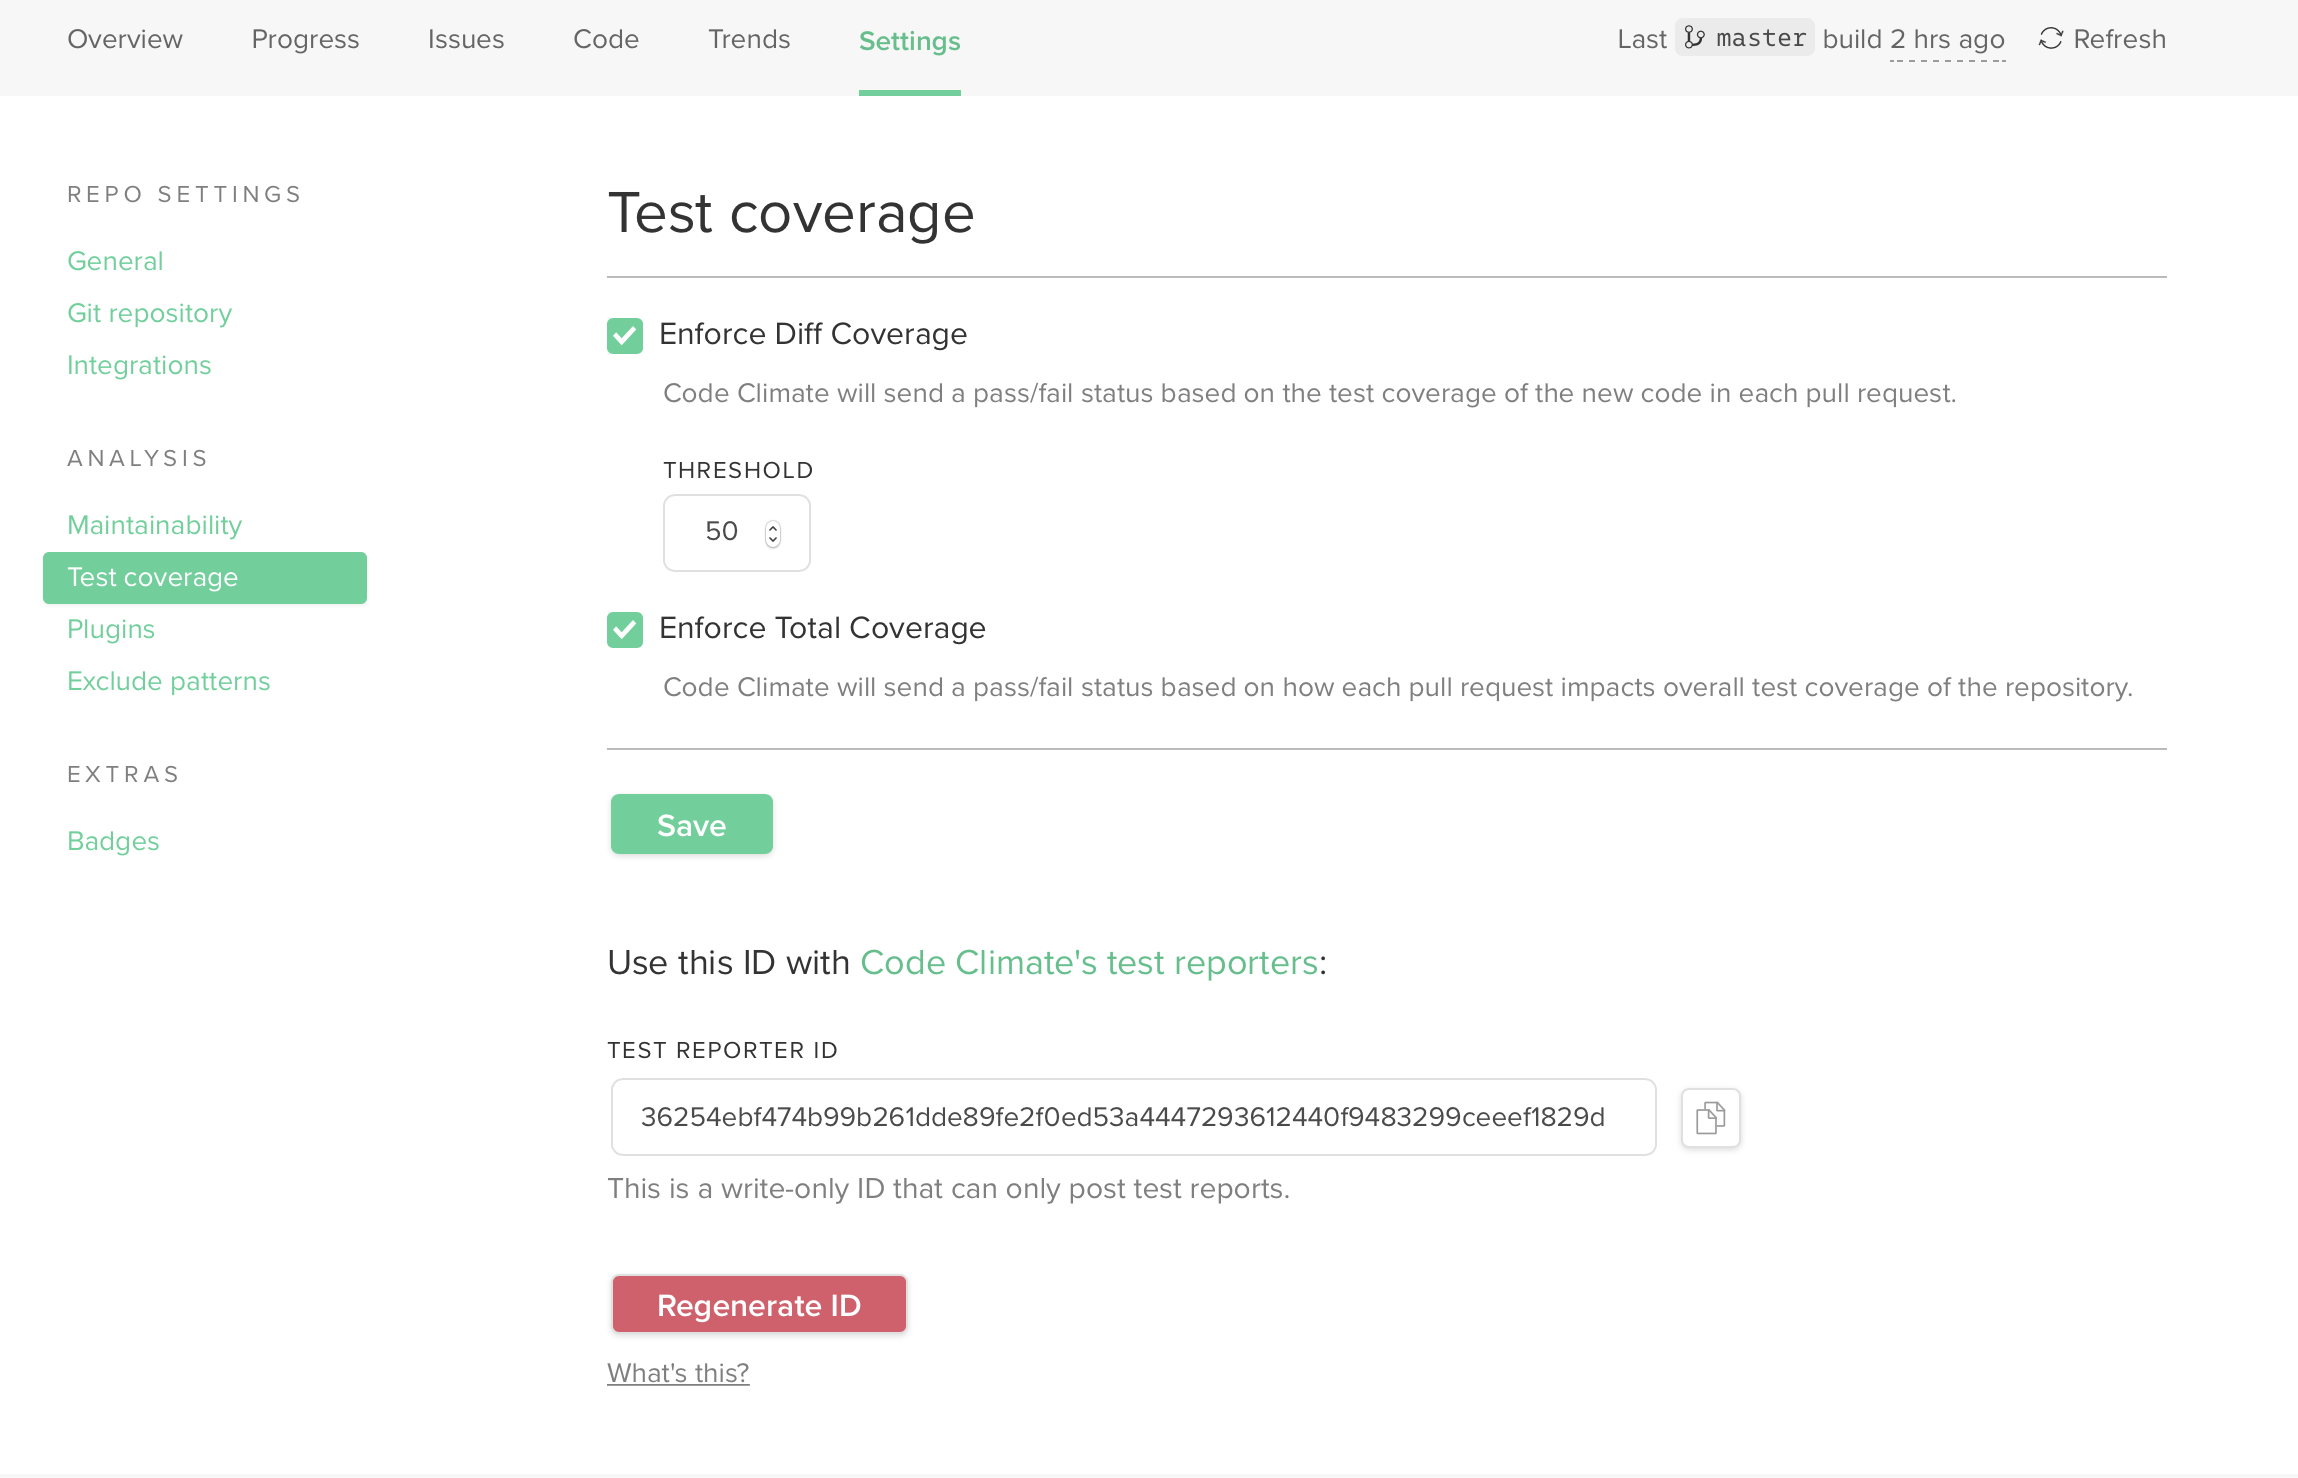 Overview Progress Issues Code Trends Settings Last master build 2 hrs ago Refresh
REPO SETTINGS
General
Git repository
Integrations
ANALYSIS
Maintainability
Test coverage
Plugins
Exclude patterns
EXTRAS
Badges
Test coverage
Enforce Diff Coverage
Code Climate will send a pass/fail status based on the test coverage of the new code in each pull request.
THRESHOLD
50
Enforce Total Coverage
Code Climate will send a pass/fail status based on how each pull request impacts overall test coverage of the repository.
Save
Use this ID with Code Climate's test reporters:
TEST REPORTER ID
36254ebf474b99b261dde89fe2f0ed53a4447293612440f9483299ceeef1829d
This is a write-only ID that can only post test reports.
Regenerate ID
What's this?